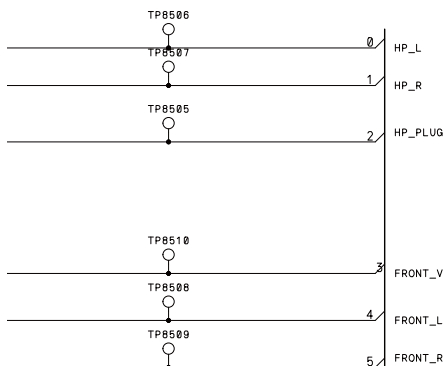 TP8506
0 HP_L
TP8507
1 HP_R
TP8505
2 HP_PLUG
TP8510
3 FRONT_V
TP8508
4 FRONT_L
TP8509
5 FRONT_R